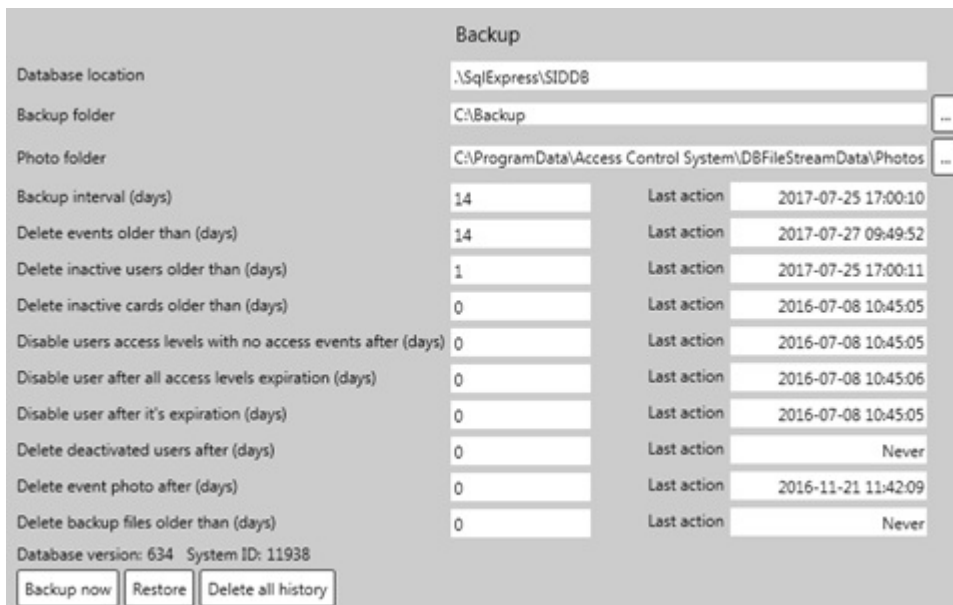 Backup
Database location .\SqlExpress\SIDDB
Backup folder C:\Backup ...
Photo folder C:\ProgramData\Access Control System\DBFileStreamData\Photos ...
Backup interval (days) 14 Last action 2017-07-25 17:00:10
Delete events older than (days) 14 Last action 2017-07-27 09:49:52
Delete inactive users older than (days) 1 Last action 2017-07-25 17:00:11
Delete inactive cards older than (days) 0 Last action 2016-07-08 10:45:05
Disable users access levels with no access events after (days) 0 Last action 2016-07-08 10:45:05
Disable user after all access levels expiration (days) 0 Last action 2016-07-08 10:45:06
Disable user after it's expiration (days) 0 Last action 2016-07-08 10:45:05
Delete deactivated users after (days) 0 Last action Never
Delete event photo after (days) 0 Last action 2016-11-21 11:42:09
Delete backup files older than (days) 0 Last action Never
Database version: 634 System ID: 11938
Backup now Restore Delete all history